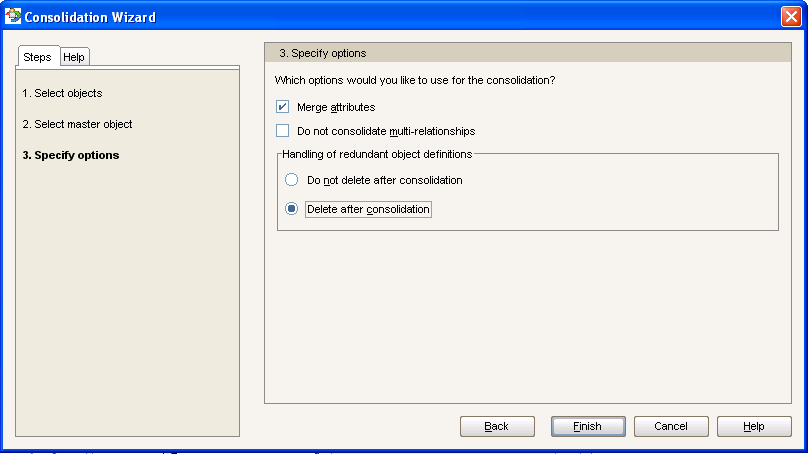 Consolidation Wizard
Steps
Help
1. Select objects
2. Select master object
3. Specify options
3. Specify options
Which options would you like to use for the consolidation?
Merge attributes
Do not consolidate multi-relationships
Handling of redundant object definitions
Do not delete after consolidation
Delete after consolidation
Back
Finish
Cancel
Help